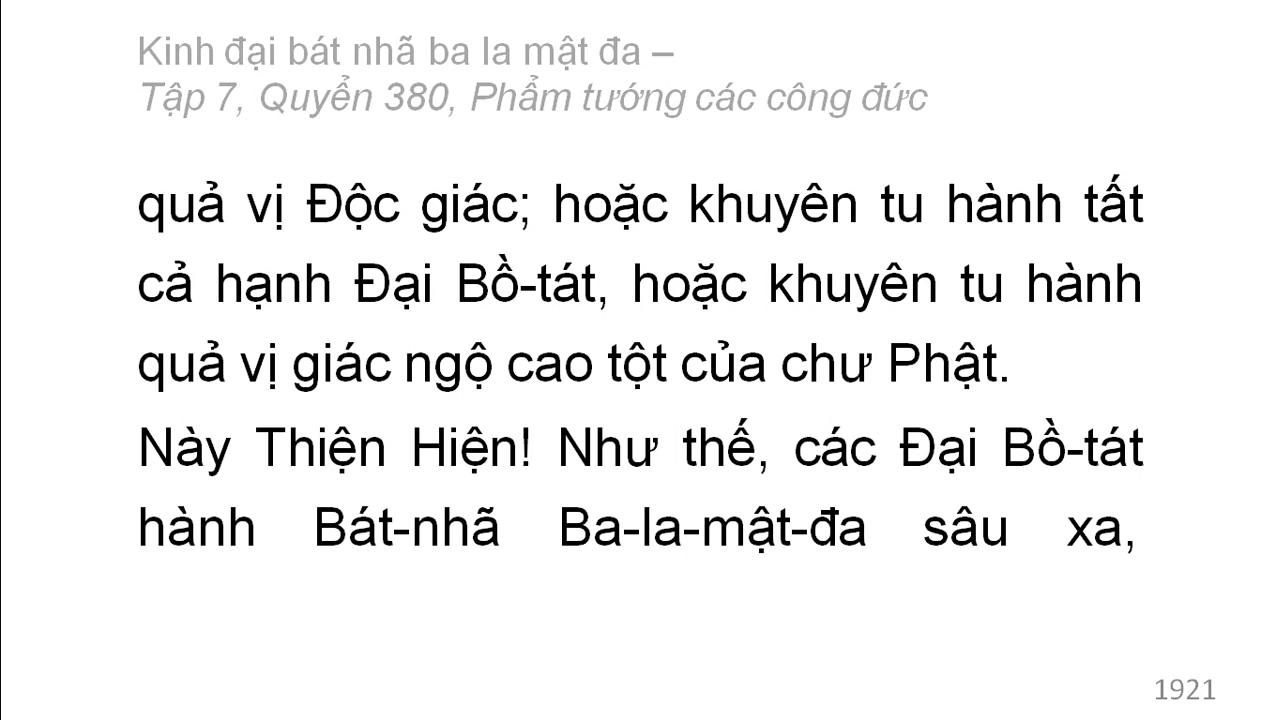 Kinh đại bát nhã ba la mật đa –
Tập 7, Quyển 380, Phẩm tướng các công đức
quả vị Độc giác; hoặc khuyên tu hành tất
cả hạnh Đại Bồ-tát, hoặc khuyên tu hành
quả vị giác ngộ cao tột của chư Phật.
Này Thiện Hiện! Như thế, các Đại Bồ-tát
hành Bát-nhã Ba-la-mật-đa sâu xa,
1921